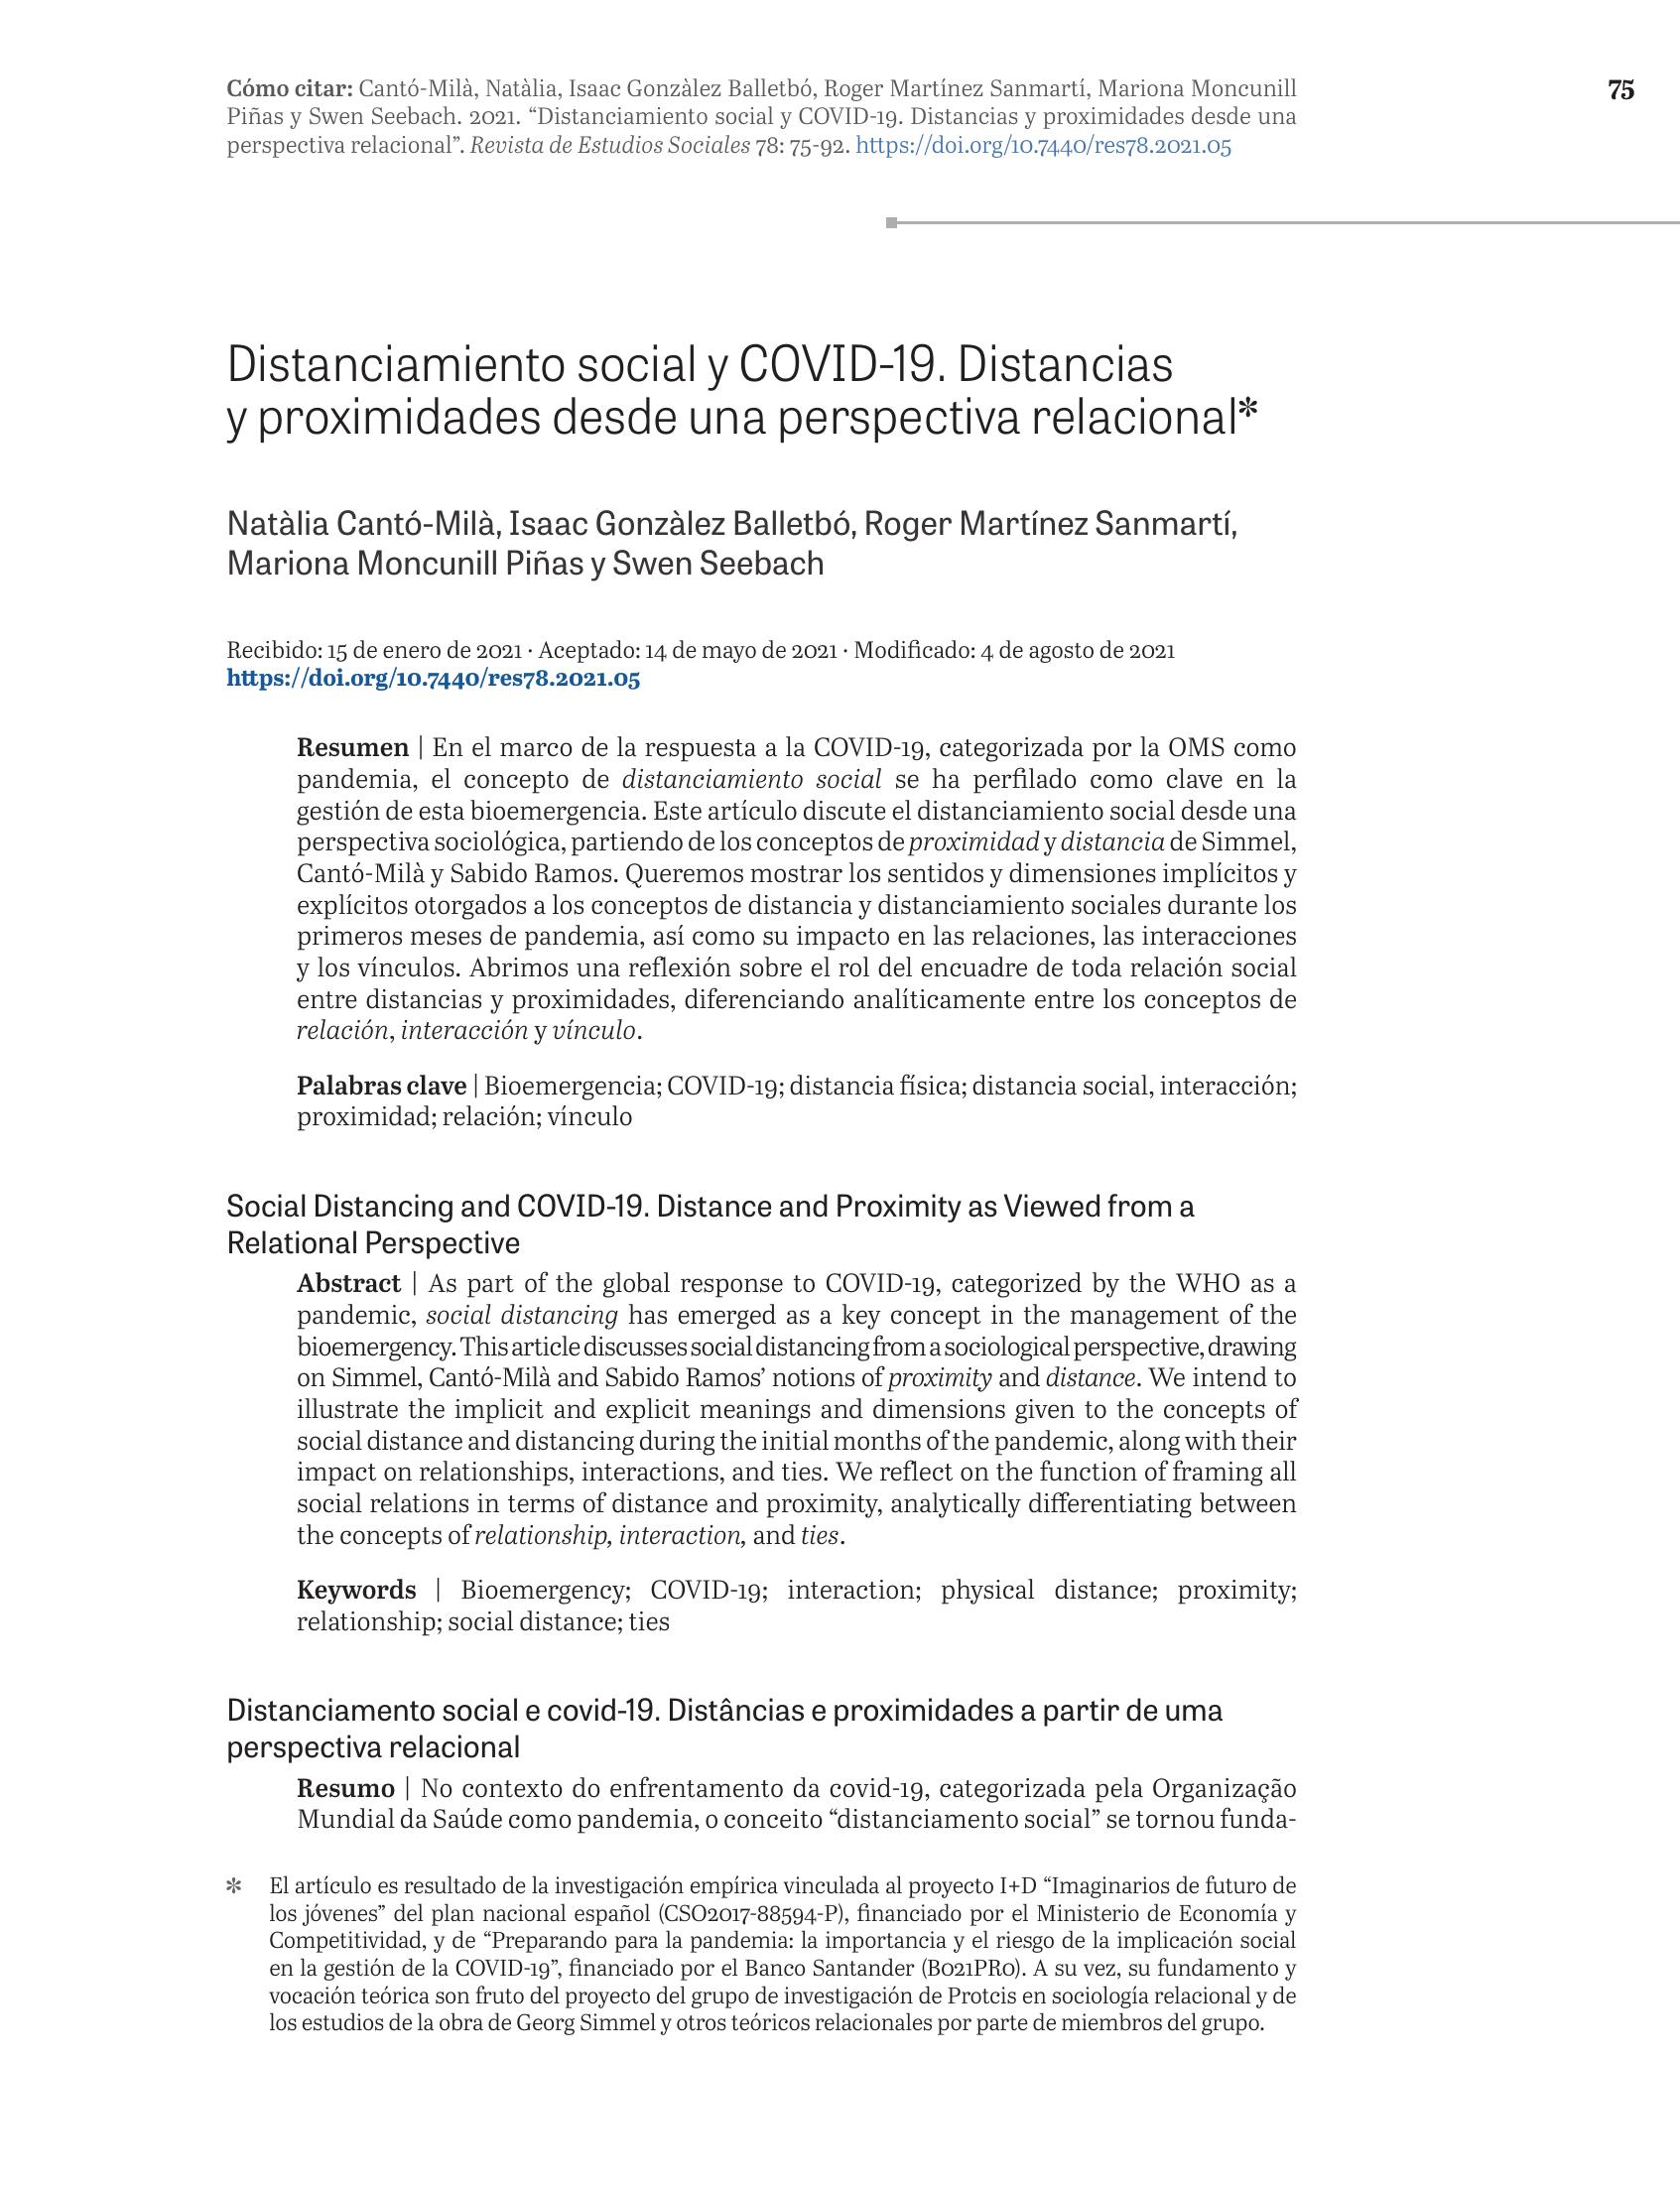 Cómo citar: Cantó-Milà, Natàlia, Isaac Gonzàlez Balletbó, Roger Martínez Sanmartí, Mariona Moncunill
Piñas y Swen Seebach. 2021. “Distanciamiento social y COVID-19. Distancias y proximidades desde una
perspectiva relacional”. Revista de Estudios Sociales 78: 75-92. https://doi.org/10.7440/res78.2021.05
75
Distanciamiento social y COVID-19. Distancias
y proximidades desde una perspectiva relacional*
Natàlia Cantó-Milà, Isaac Gonzàlez Balletbó, Roger Martínez Sanmartí,
Mariona Moncunill Piñas y Swen Seebach
Recibido: 15 de enero de 2021 · Aceptado: 14 de mayo de 2021 · Modificado: 4 de agosto de 2021
https://doi.org/10.7440/res78.2021.05
Resumen | En el marco de la respuesta a la COVID-19, categorizada por la OMS como
pandemia, el concepto de distanciamiento social se ha perfilado como clave en la
gestión de esta bioemergencia. Este artículo discute el distanciamiento social desde una
perspectiva sociológica, partiendo de los conceptos de proximidad y distancia de Simmel,
Cantó-Milà y Sabido Ramos. Queremos mostrar los sentidos y dimensiones implícitos y
explícitos otorgados a los conceptos de distancia y distanciamiento sociales durante los
primeros meses de pandemia, así como su impacto en las relaciones, las interacciones
y los vínculos. Abrimos una reflexión sobre el rol del encuadre de toda relación social
entre distancias y proximidades, diferenciando analíticamente entre los conceptos de
relación, interacción y vínculo.
Palabras clave | Bioemergencia; COVID-19; distancia física; distancia social, interacción;
proximidad; relación; vínculo
Social Distancing and COVID-19. Distance and Proximity as Viewed from a
Relational Perspective
Abstract | As part of the global response to COVID-19, categorized by the WHO as a
pandemic, social distancing has emerged as a key concept in the management of the
bioemergency. This article discusses social distancing from a sociological perspective, drawing
on Simmel, Cantó-Milà and Sabido Ramos’ notions of proximity and distance. We intend to
illustrate the implicit and explicit meanings and dimensions given to the concepts of
social distance and distancing during the initial months of the pandemic, along with their
impact on relationships, interactions, and ties. We reflect on the function of framing all
social relations in terms of distance and proximity, analytically differentiating between
the concepts of relationship, interaction, and ties.
Keywords | Bioemergency; COVID-19; interaction; physical distance; proximity;
relationship; social distance; ties
Distanciamento social e covid-19. Distâncias e proximidades a partir de uma
perspectiva relacional
Resumo | No contexto do enfrentamento da covid-19, categorizada pela Organização
Mundial da Saúde como pandemia, o conceito “distanciamento social” se tornou funda-
* El artículo es resultado de la investigación empírica vinculada al proyecto I+D “Imaginarios de futuro de
los jóvenes” del plan nacional español (CSO2017-88594-P), financiado por el Ministerio de Economía y
Competitividad, y de “Preparando para la pandemia: la importancia y el riesgo de la implicación social
en la gestión de la COVID-19”, financiado por el Banco Santander (B021PR0). A su vez, su fundamento y
vocación teórica son fruto del proyecto del grupo de investigación de Protcis en sociología relacional y de
los estudios de la obra de Georg Simmel y otros teóricos relacionales por parte de miembros del grupo.